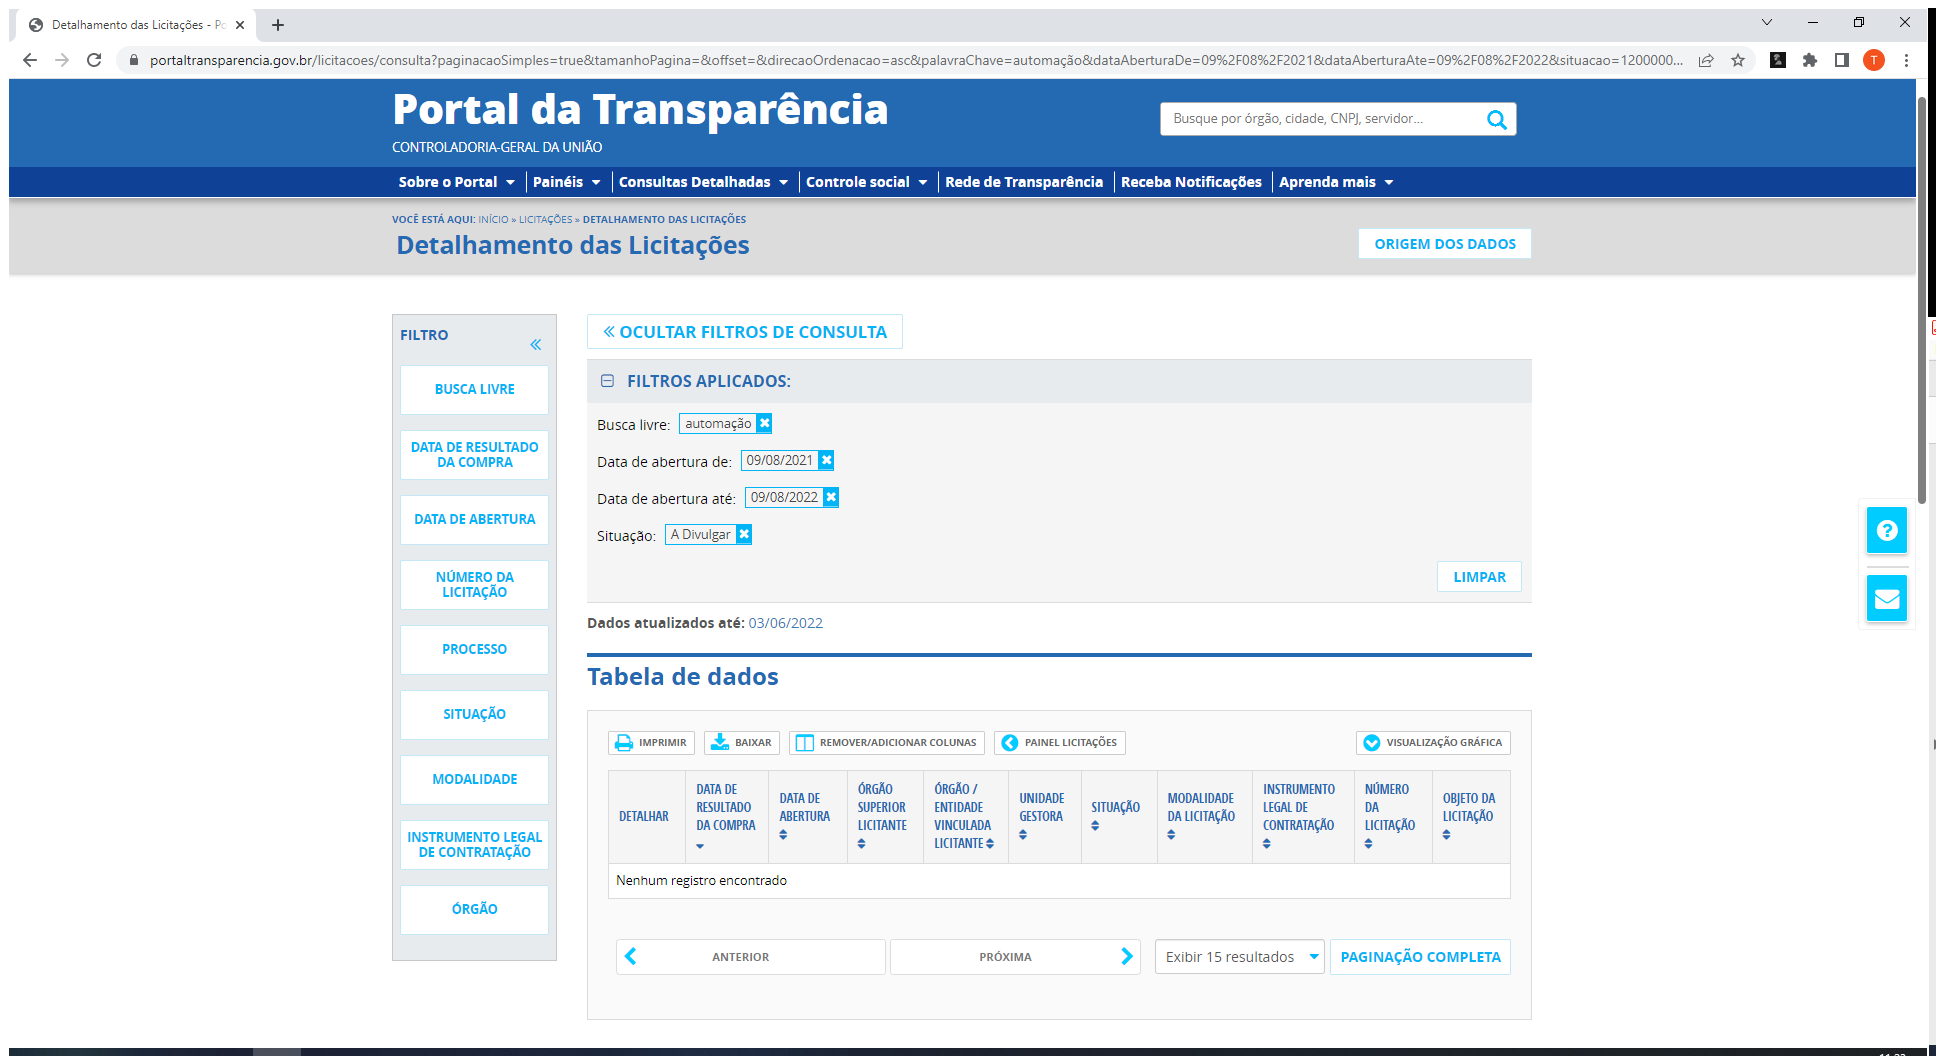 Detalhamento das Licitações - Po
portaltransparencia.gov.br/licitacoes/consulta?paginacaoSimples=true&tamanhoPagina=&offset=&direcaoOrdenacao=asc&palavraChave=automação&dataAberturaDe=09%2F08%2F2021&dataAberturaAte=09%2F08%2F2022&situacao=1200000...
T
Portal da Transparência
Busque por órgão, cidade, CNPJ, servidor...
CONTROLADORIA-GERAL DA UNIÃO
Sobre o Portal Painéis Consultas Detalhadas Controle social Rede de Transparência Receba Notificações Aprenda mais
VOCÊ ESTÁ AQUI: INÍCIO » LICITAÇÕES » DETALHAMENTO DAS LICITAÇÕES
Detalhamento das Licitações
ORIGEM DOS DADOS
FILTRO
BUSCA LIVRE
DATA DE RESULTADO
DA COMPRA
DATA DE ABERTURA
NÚMERO DA
LICITAÇÃO
PROCESSO
SITUAÇÃO
MODALIDADE
INSTRUMENTO LEGAL
DE CONTRATAÇÃO
ÓRGÃO
OCULTAR FILTROS DE CONSULTA
FILTROS APLICADOS:
Busca livre: automação
Data de abertura de: 09/08/2021
Data de abertura até: 09/08/2022
Situação: A Divulgar
LIMPAR
Dados atualizados até: 03/06/2022
Tabela de dados
IMPRIMIR BAIXAR REMOVER/ADICIONAR COLUNAS PAINEL LICITAÇÕES VISUALIZAÇÃO GRÁFICA
DETALHAR
DATA DE
RESULTADO
DA COMPRA
DATA DE
ABERTURA
ÓRGÃO
SUPERIOR
LICITANTE
ÓRGÃO /
ENTIDADE
VINCULADA
LICITANTE
UNIDADE
GESTORA
SITUAÇÃO
MODALIDADE
DA LICITAÇÃO
INSTRUMENTO
LEGAL DE
CONTRATAÇÃO
NÚMERO
DA
LICITAÇÃO
OBJETO DA
LICITAÇÃO
Nenhum registro encontrado
ANTERIOR PRÓXIMA Exibir 15 resultados PAGINAÇÃO COMPLETA